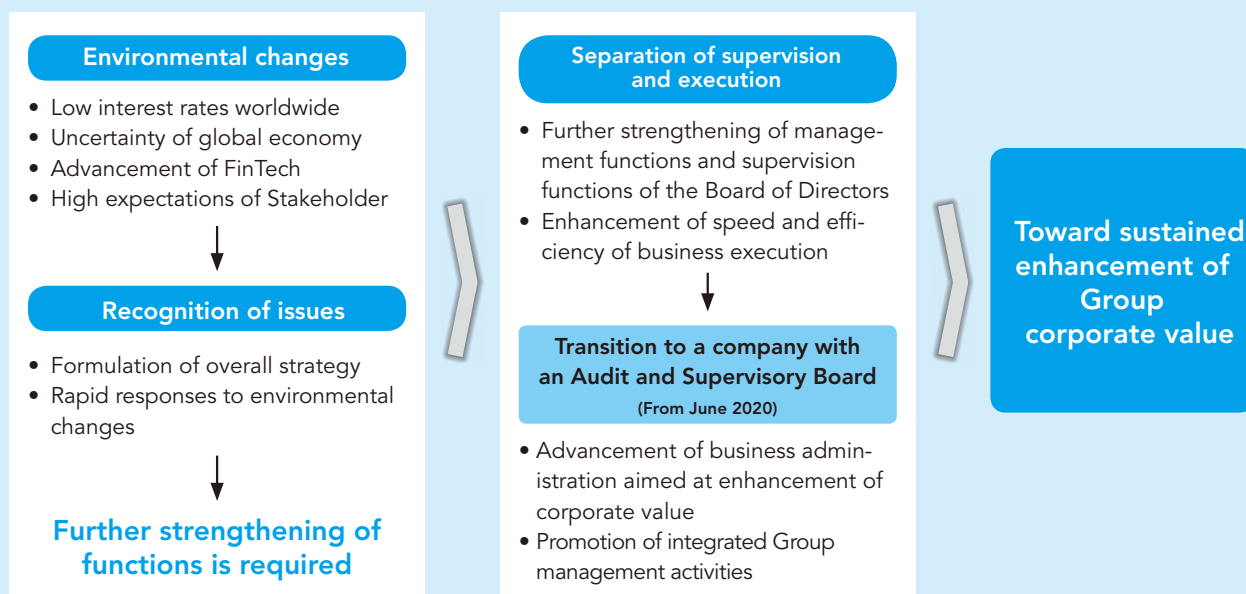 Environmental changes
• Low interest rates worldwide
• Uncertainty of global economy
• Advancement of FinTech
• High expectations of Stakeholder
Recognition of issues
• Formulation of overall strategy
• Rapid responses to environmental
changes
Further strengthening of
functions is required
Separation of supervision
and execution
• Further strengthening of manage-
ment functions and supervision
functions of the Board of Directors
• Enhancement of speed and effi-
ciency of business execution
Transition to a company with
an Audit and Supervisory Board
(From June 2020)
• Advancement of business admin-
istration aimed at enhancement of
corporate value
• Promotion of integrated Group
management activities
Toward sustained
enhancement of
Group
corporate value